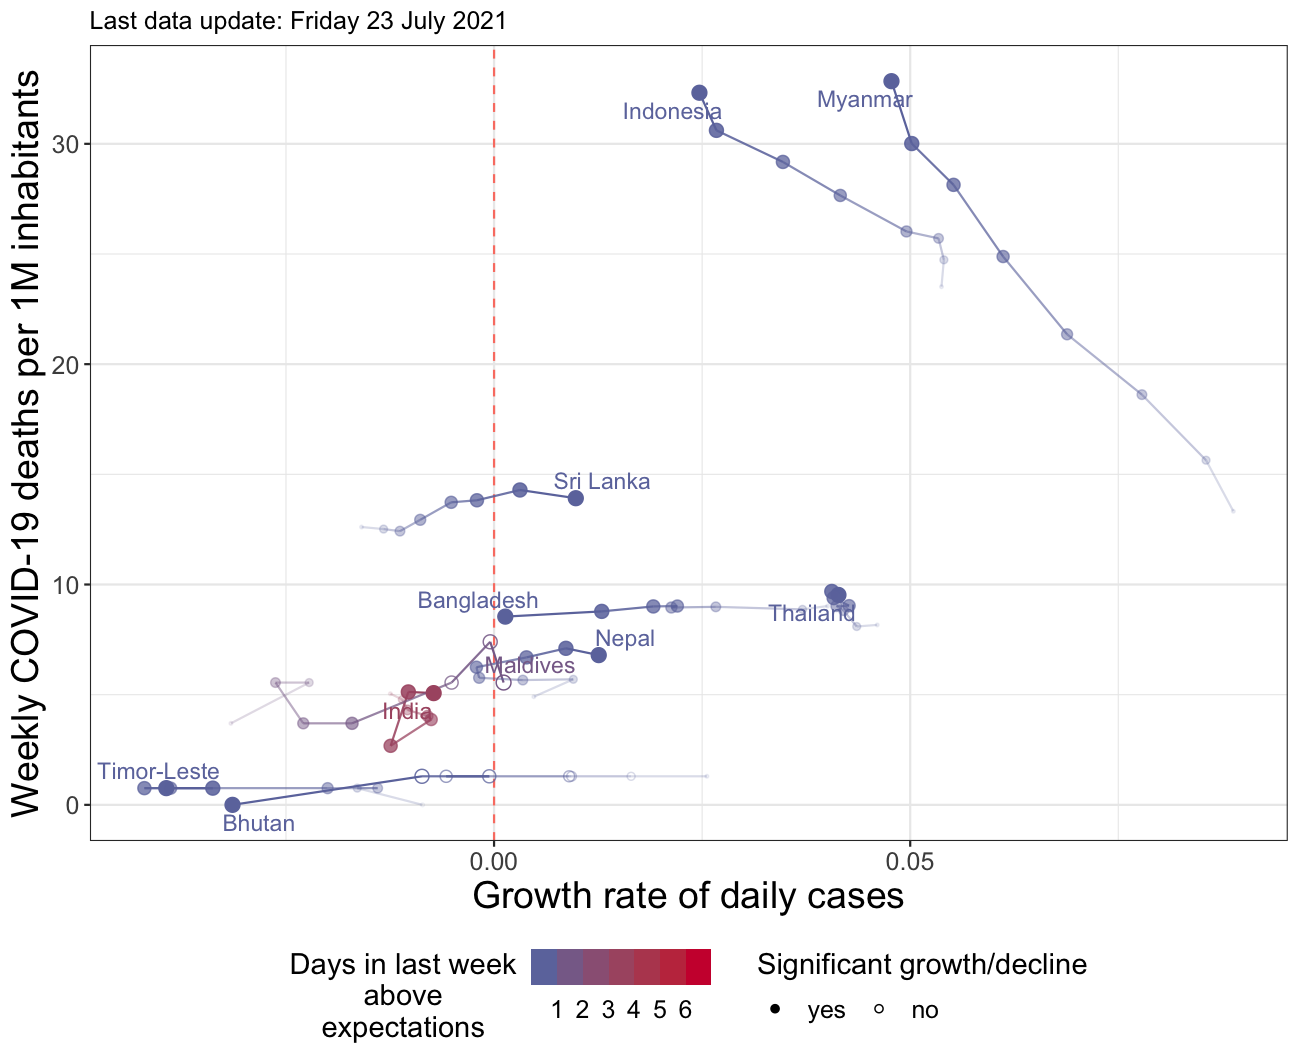 Last data update: Friday 23 July 2021
Weekly COVID-19 deaths per 1M inhabitants
30
20
10
0
Indonesia
Myanmar
Sri Lanka
Bangladesh
Thailand
Nepal
Maldives
India
Timor-Leste
Bhutan
0.00
0.05
Growth rate of daily cases
Days in last week
above
expectations
1 2 3 4 5 6
Significant growth/decline
yes
no